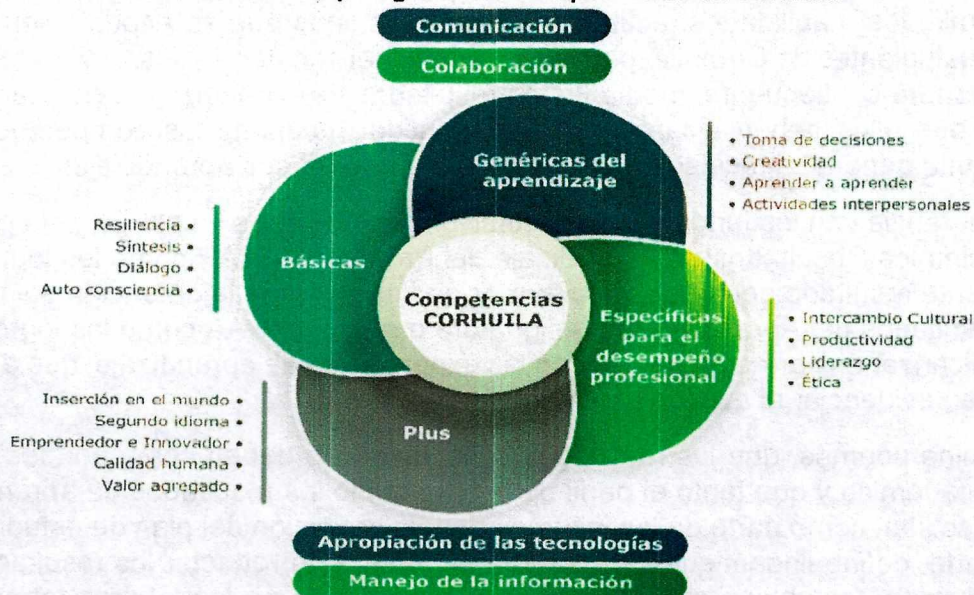 Comunicación
Colaboración
Genéricas del
aprendizaje
• Toma de decisiones
• Creatividad
• Aprender a aprender
• Actividades interpersonales
Resiliencia •
Síntesis •
Diálogo •
Auto consciencia •
Básicas
Competencias
CORHUILA
Específicas
para el
desempeño
profesional
• Intercambio Cultural
• Productividad
• Liderazgo
• Ética
Inserción en el mundo •
Segundo idioma •
Emprendedor e Innovador •
Calidad humana •
Valor agregado •
Plus
Apropiación de las tecnologías
Manejo de la información